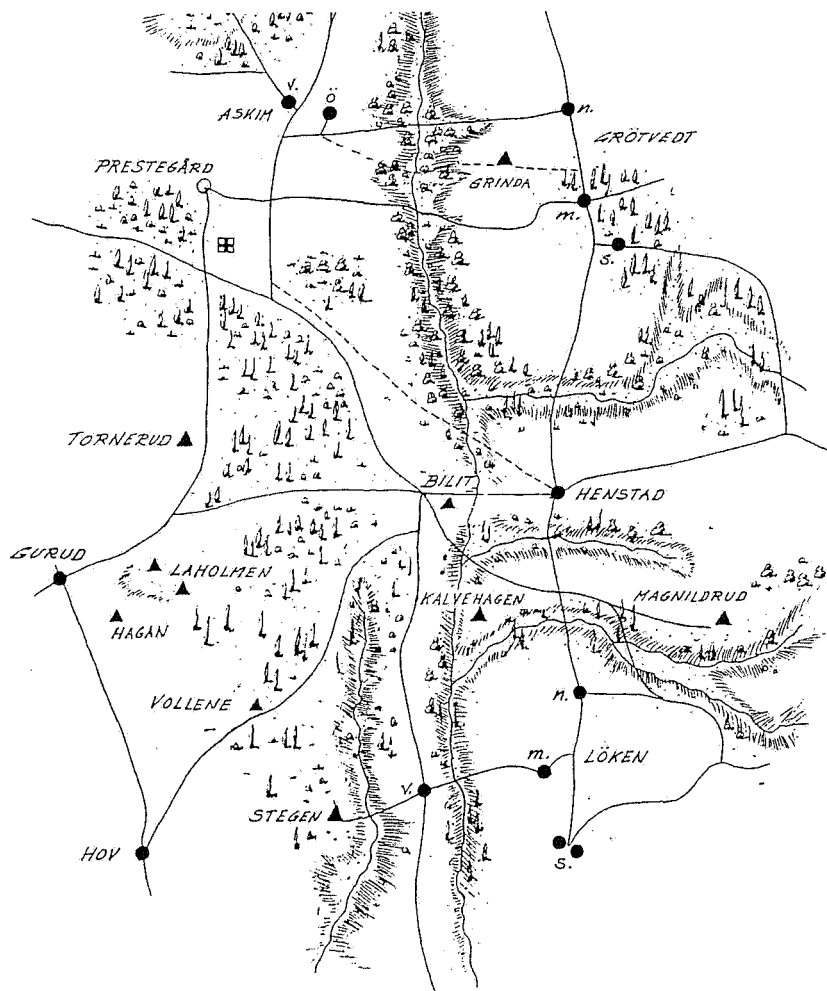 v.
ö
ASKIM
n.
GRÖTVEDT
PRESTEGÅRD
GRINDA
m.
s.
TORNERUD
BILIT
HENSTAD
GURUD
LAHOLMEN
KALVEHAGEN
MAGNILDRUD
HAGAN
VOLLENE
n.
m.
LÖKEN
v.
STEGEN
HOV
s.